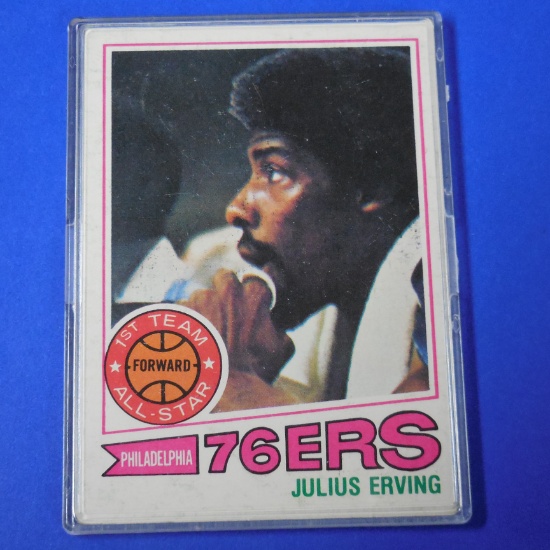 1ST TEAM
FORWARD
ALL-STAR
PHILADELPHIA
76ERS
JULIUS ERVING